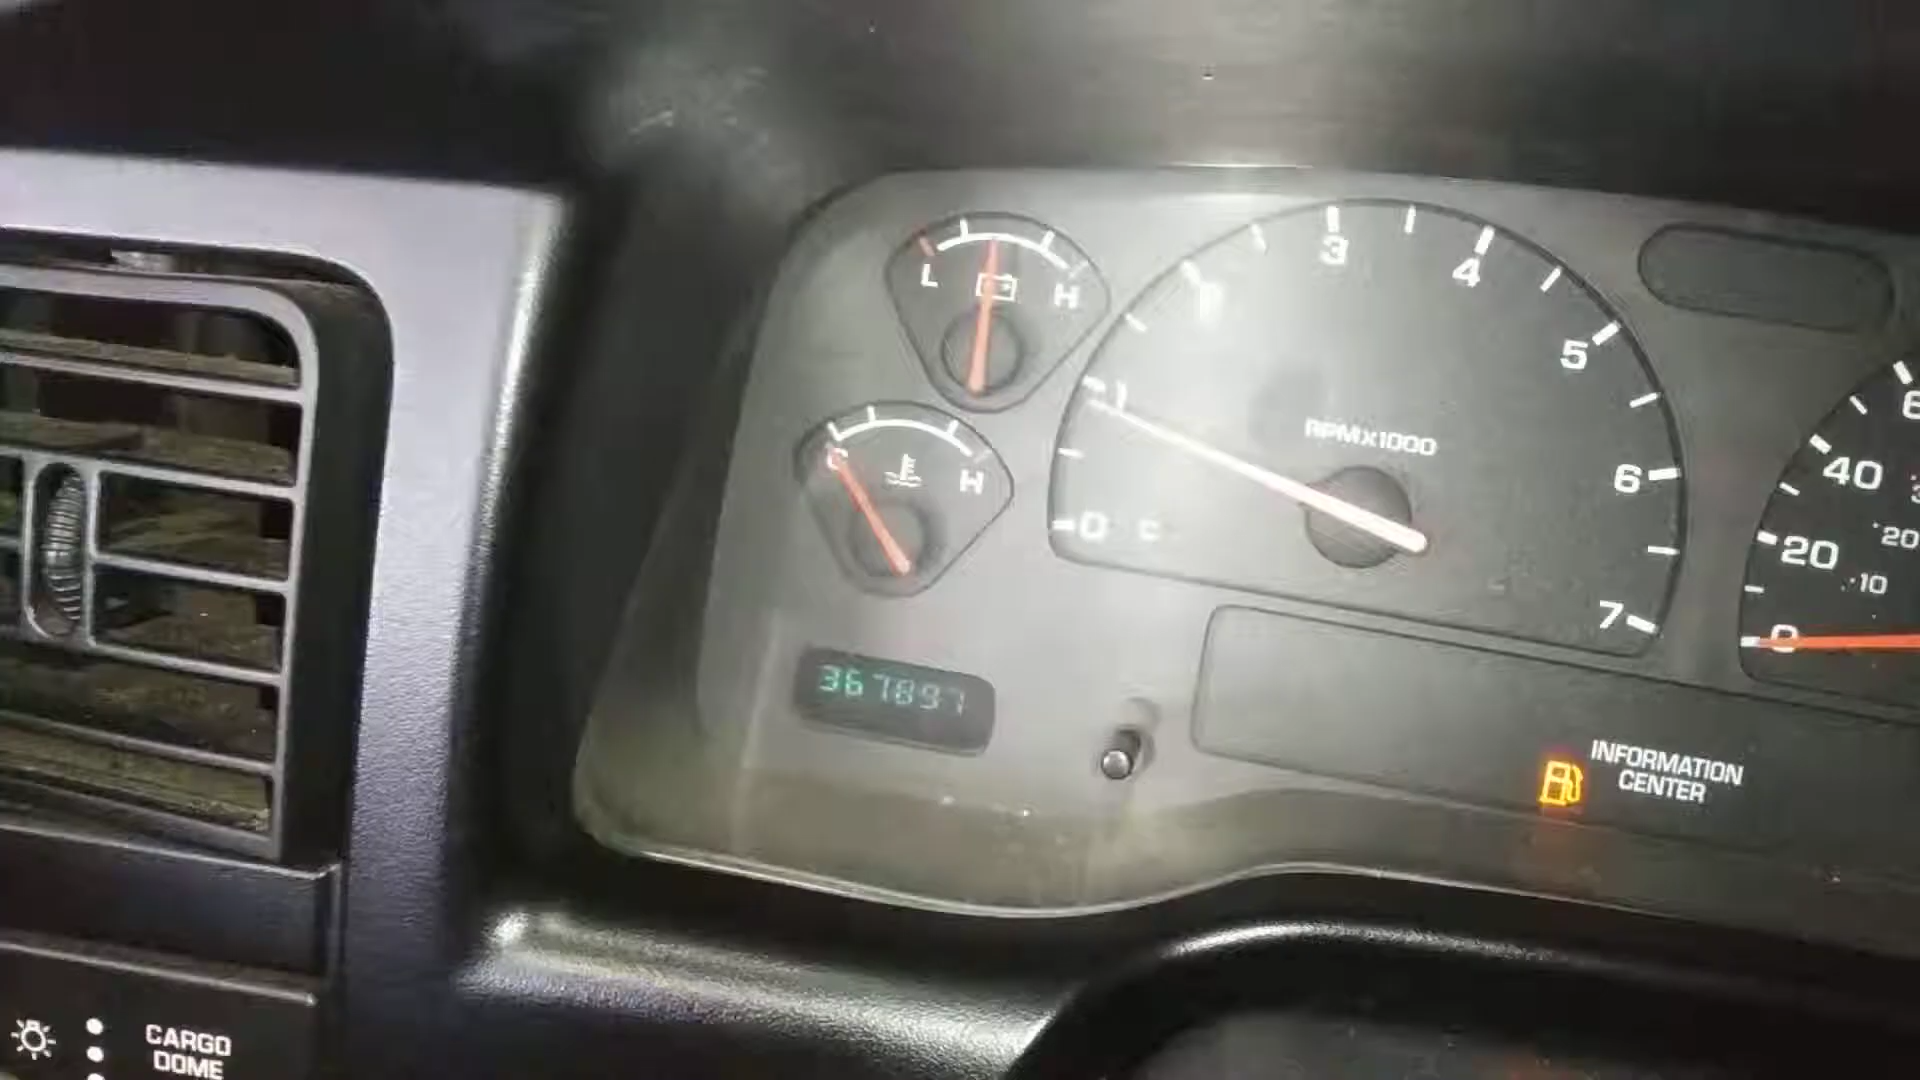 L H
C H
0 1 3 4 5 6 7
RPMx1000
367897
0 20 40
10 20
INFORMATION
CENTER
CARGO
DOME